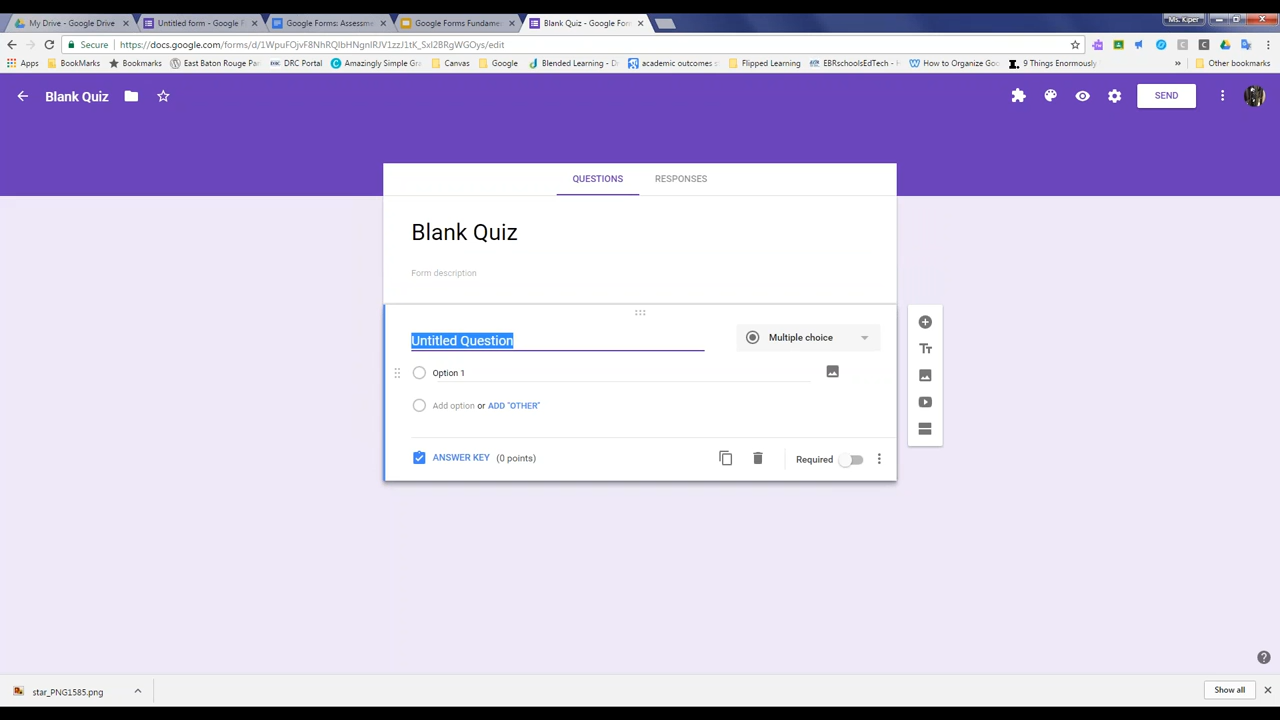 My Drive - Google Drive
Untitled form - Google F
Google Forms: Assessme
Google Forms Fundame
Blank Quiz - Google For
Ms. Kiper
Secure
https://docs.google.com/forms/d/1WpuFOjvF8NhRQIbHNgnIRJV1zzJ1tK_SxI2BRgWGOys/edit
Apps
BookMarks
Bookmarks
East Baton Rouge Pa
DRC Portal
Amazingly Simple Gra
Canvas
Google
Blended Learning - D
academic outcomes s
Flipped Learning
EBRschoolsEdTech - H
How to Organize Goo
9 Things Enormously
»
Other bookmarks
Blank Quiz
SEND
QUESTIONS
RESPONSES
Blank Quiz
Form description
Untitled Question
Multiple choice
Option 1
Add option or ADD "OTHER"
ANSWER KEY (0 points)
Required
star_PNG1585.png
Show all